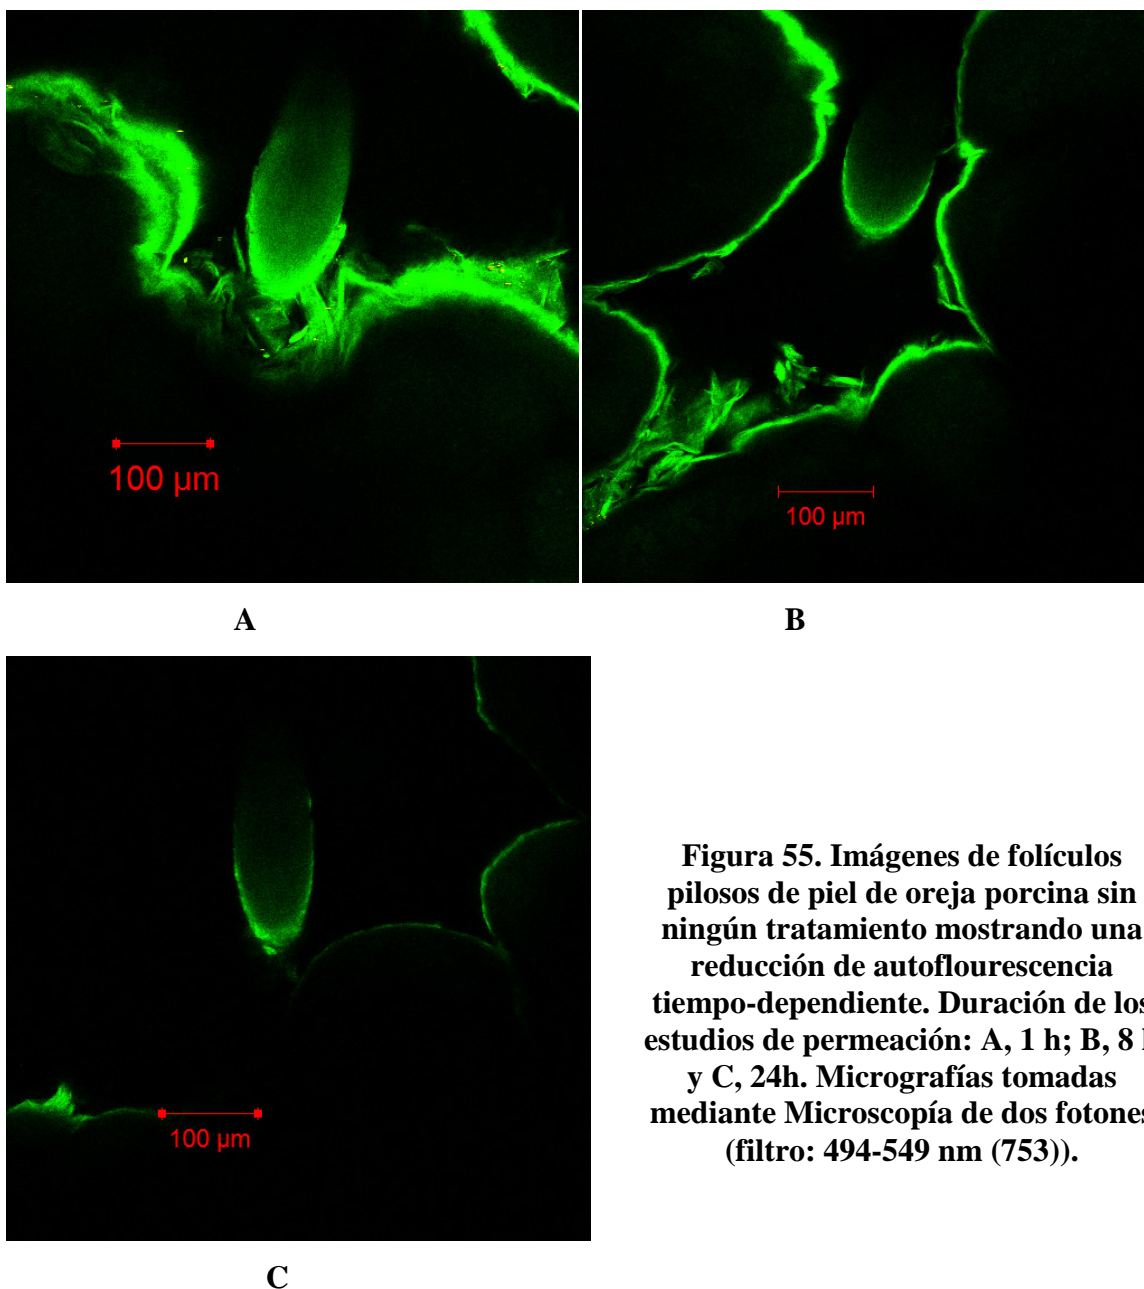 100 µm
100 µm
A
B
100 µm
Figura 55. Imágenes de folículos
pilosos de piel de oreja porcina sin
ningún tratamiento mostrando una
reducción de autoflourescencia
tiempo-dependiente. Duración de los
estudios de permeación: A, 1 h; B, 8
y C, 24h. Micrografías tomadas
mediante Microscopía de dos fotones
(filtro: 494-549 nm (753)).
C